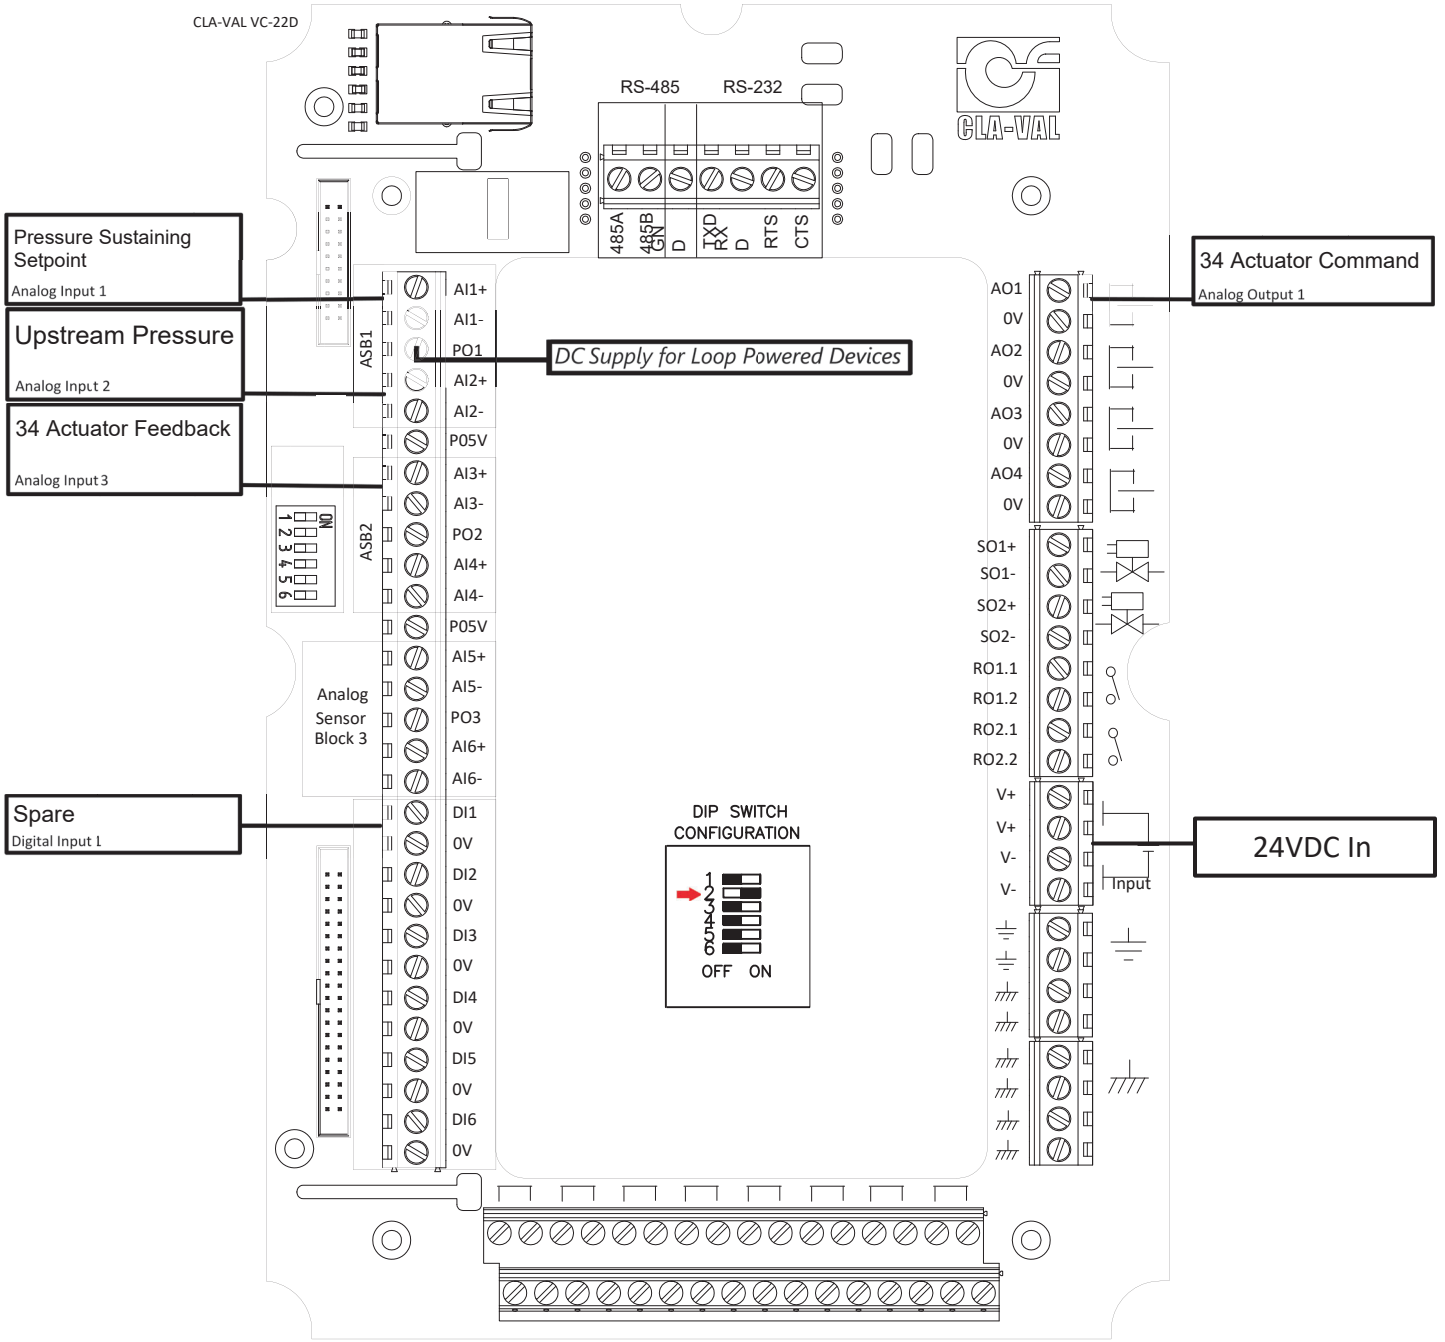 CLA-VAL VC-22D
RS-485
RS-232
CLA-VAL
485A
485B
GN
D
TXD
RX
D
RTS
CTS
Pressure Sustaining
Setpoint
Analog Input 1
Upstream Pressure
Analog Input 2
34 Actuator Feedback
Analog Input 3
34 Actuator Command
Analog Output 1
DC Supply for Loop Powered Devices
ASB1
AI1+
AI1-
PO1
AI2+
AI2-
P05V
ASB2
AI3+
AI3-
PO2
AI4+
AI4-
P05V
ON
1
2
3
4
5
6
Analog
Sensor
Block 3
AI5+
AI5-
PO3
AI6+
AI6-
Spare
Digital Input 1
DI1
0V
DI2
0V
DI3
0V
DI4
0V
DI5
0V
DI6
0V
AO1
0V
AO2
0V
AO3
0V
AO4
0V
SO1+
SO1-
SO2+
SO2-
RO1.1
RO1.2
RO2.1
RO2.2
V+
V+
V-
V-
Input
24VDC In
DIP SWITCH
CONFIGURATION
1
2
3
4
5
6
OFF ON